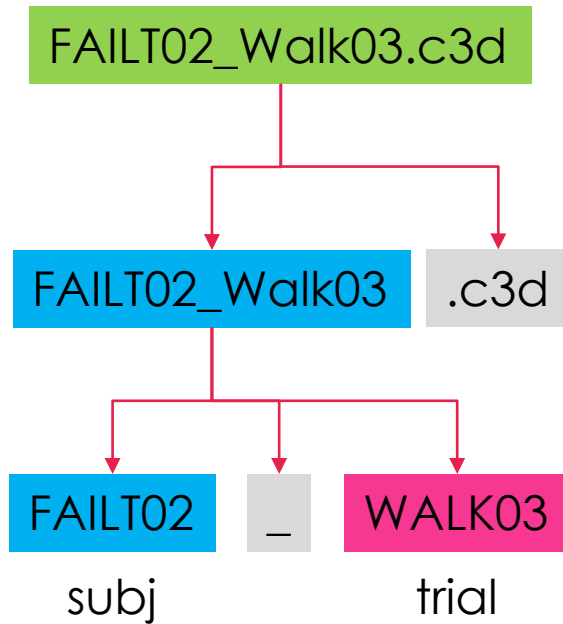 FAILT02_Walk03.c3d
FAILT02_Walk03 .c3d
FAILT02 _ WALK03
subj trial